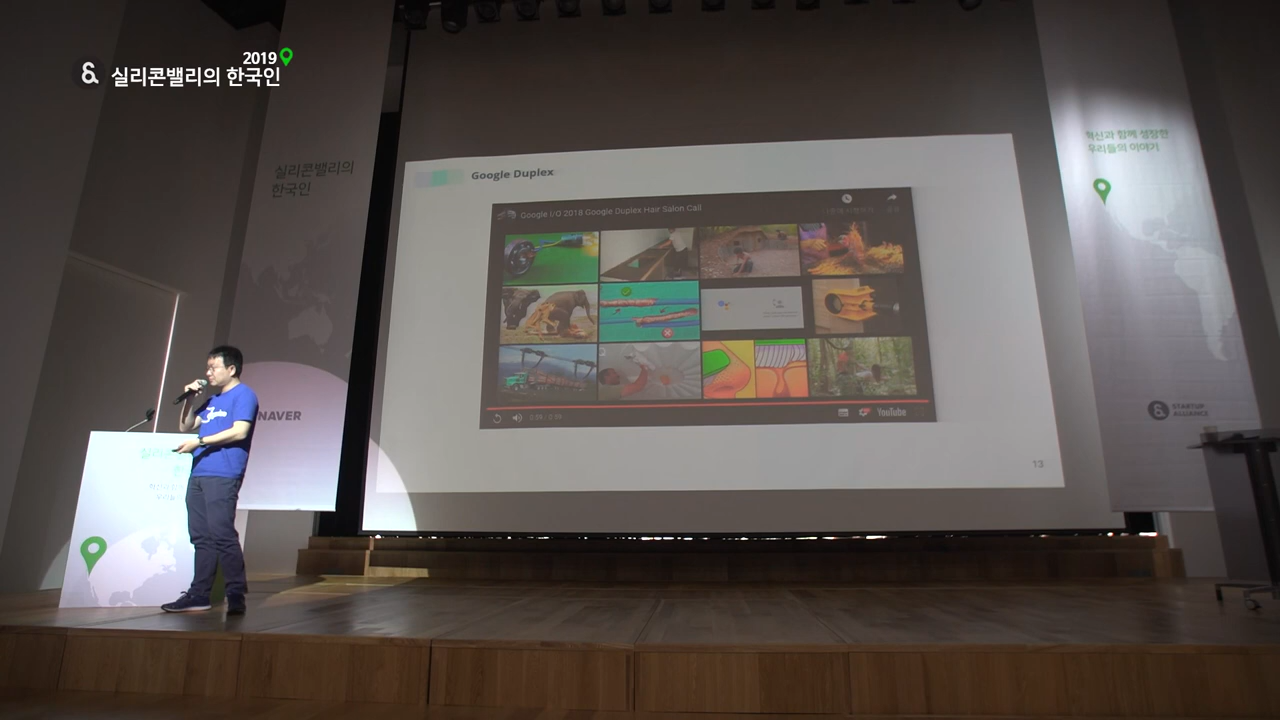 2019
& 실리콘밸리의 한국인
실리콘밸리의
한국인
NAVER
Google Duplex
Google I/O 2018 Google Duplex Hair Salon Call
YouTube
13
혁신과 함께 성장한
우리들의 이야기
& STARTUP
ALLIANCE